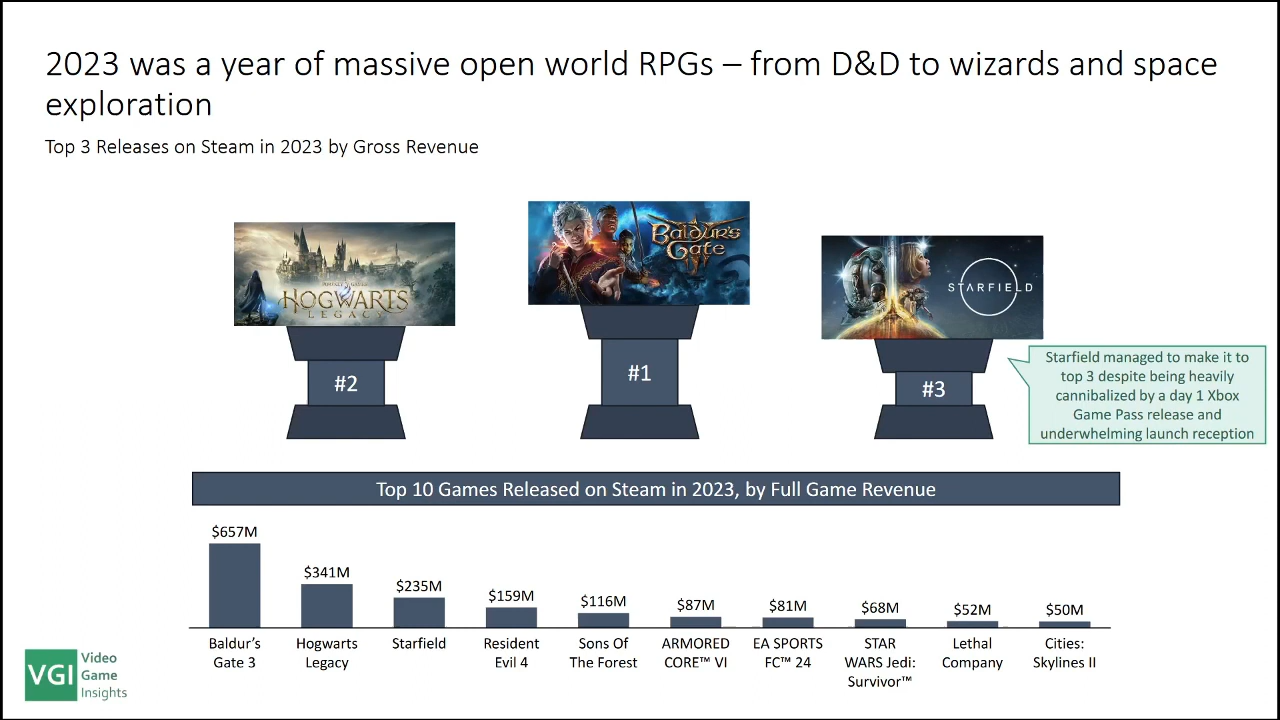 2023 was a year of massive open world RPGs – from D&D to wizards and space
exploration
Top 3 Releases on Steam in 2023 by Gross Revenue
HOGWARTS
LEGACY
#2
BALDUR'S
GATE
III
#1
STARFIELD
#3
Starfield managed to make it to
top 3 despite being heavily
cannibalized by a day 1 Xbox
Game Pass release and
underwhelming launch reception
Top 10 Games Released on Steam in 2023, by Full Game Revenue
$657M
$341M
$235M
$159M
$116M
$87M
$81M
$68M
$52M
$50M
Baldur's
Gate 3
Hogwarts
Legacy
Starfield
Resident
Evil 4
Sons Of
The Forest
ARMORED
CORE™ VI
EA SPORTS
FC™ 24
STAR
WARS Jedi:
Survivor™
Lethal
Company
Cities:
Skylines II
VGI
Video
Game
Insights